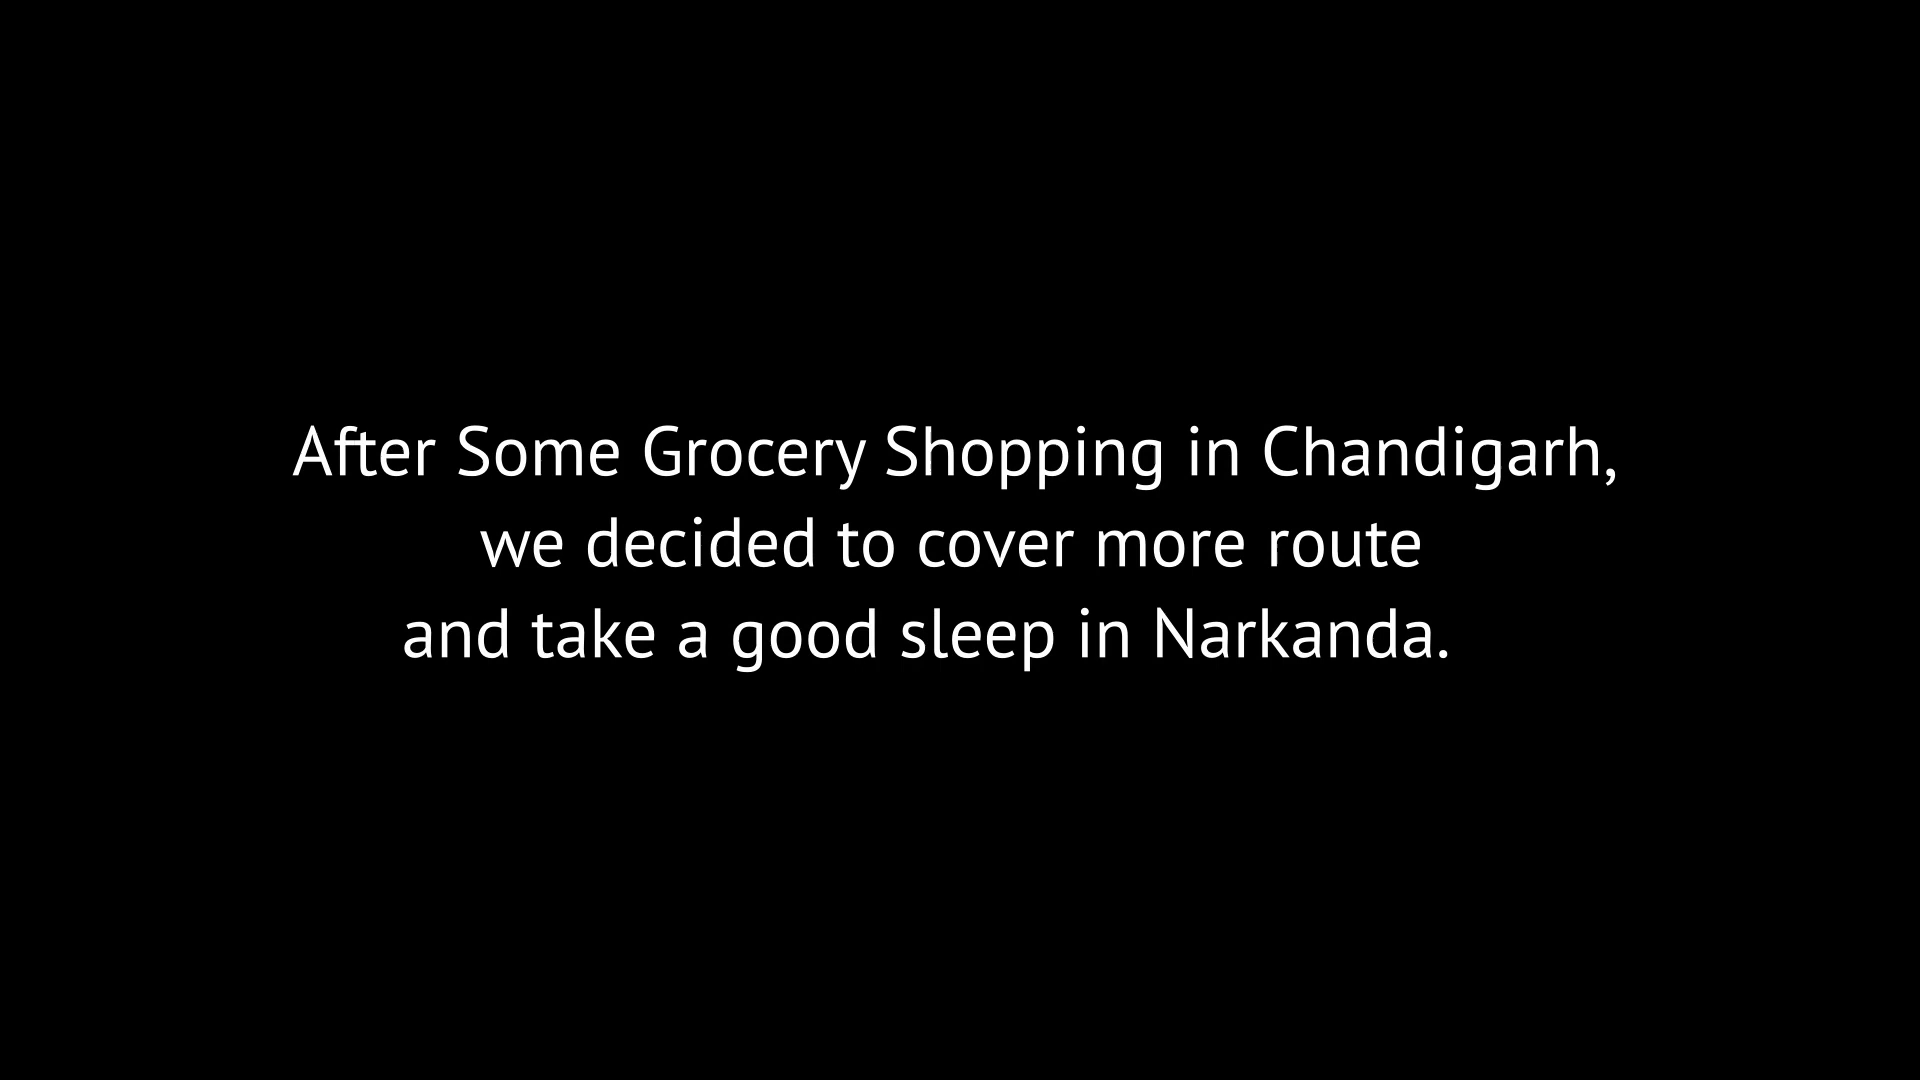 After Some Grocery Shopping in Chandigarh,
we decided to cover more route
and take a good sleep in Narkanda.